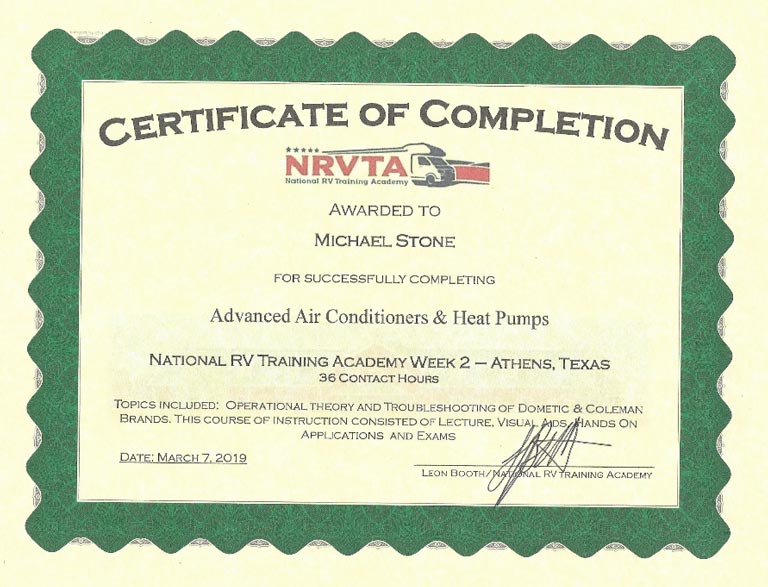 CERTIFICATE OF COMPLETION
NRVTA
National RV Training Academy
AWARDED TO
MICHAEL STONE
FOR SUCCESSFULLY COMPLETING
Advanced Air Conditioners & Heat Pumps
NATIONAL RV TRAINING ACADEMY WEEK 2 – ATHENS, TEXAS
36 CONTACT HOURS
TOPICS INCLUDED: OPERATIONAL THEORY AND TROUBLESHOOTING OF DOMETIC & COLEMAN
BRANDS. THIS COURSE OF INSTRUCTION CONSISTED OF LECTURE, VISUAL AIDS, HANDS ON
APPLICATIONS AND EXAMS
DATE: MARCH 7, 2019
LEON BOOTH/NATIONAL RV TRAINING ACADEMY